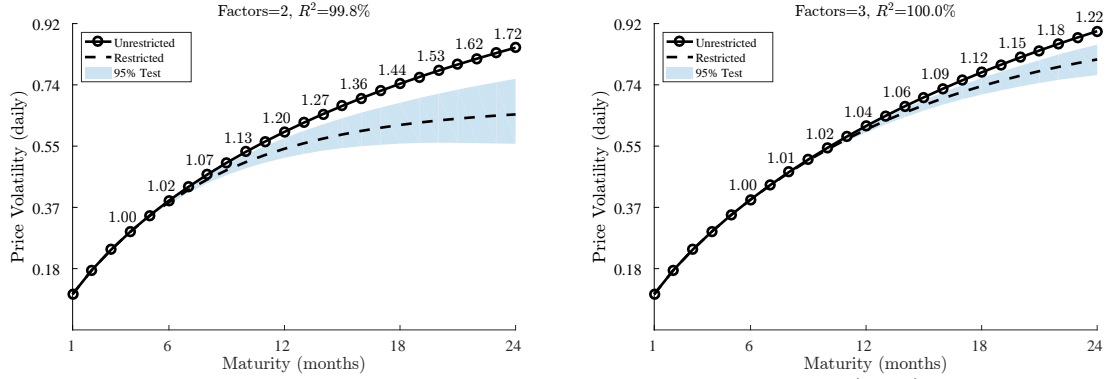 Factors=2, R²=99.8%
Price Volatility (daily)
0.92
0.74
0.55
0.37
0.18
Unrestricted
Restricted
95% Test
1.00
1.02
1.07
1.13
1.20
1.27
1.36
1.44
1.53
1.62
1.72
1 6 12 18 24
Maturity (months)
Factors=3, R²=100.0%
Price Volatility (daily)
0.92
0.74
0.55
0.37
0.18
Unrestricted
Restricted
95% Test
1.00
1.01
1.02
1.04
1.06
1.09
1.12
1.15
1.18
1.22
1 6 12 18 24
Maturity (months)